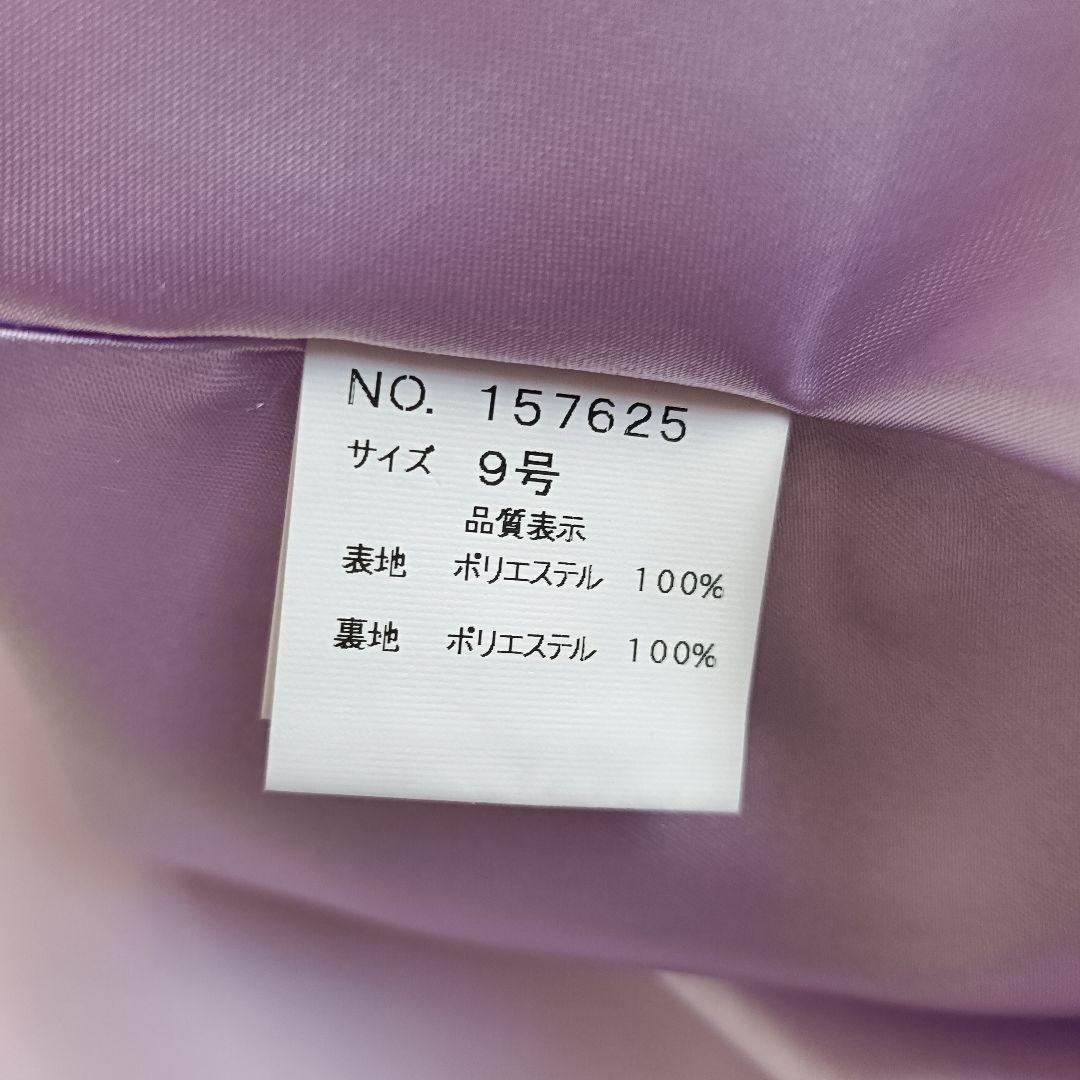 NO. 157625
サイズ 9号
品質表示
表地 ポリエステル 100%
裏地 ポリエステル 100%